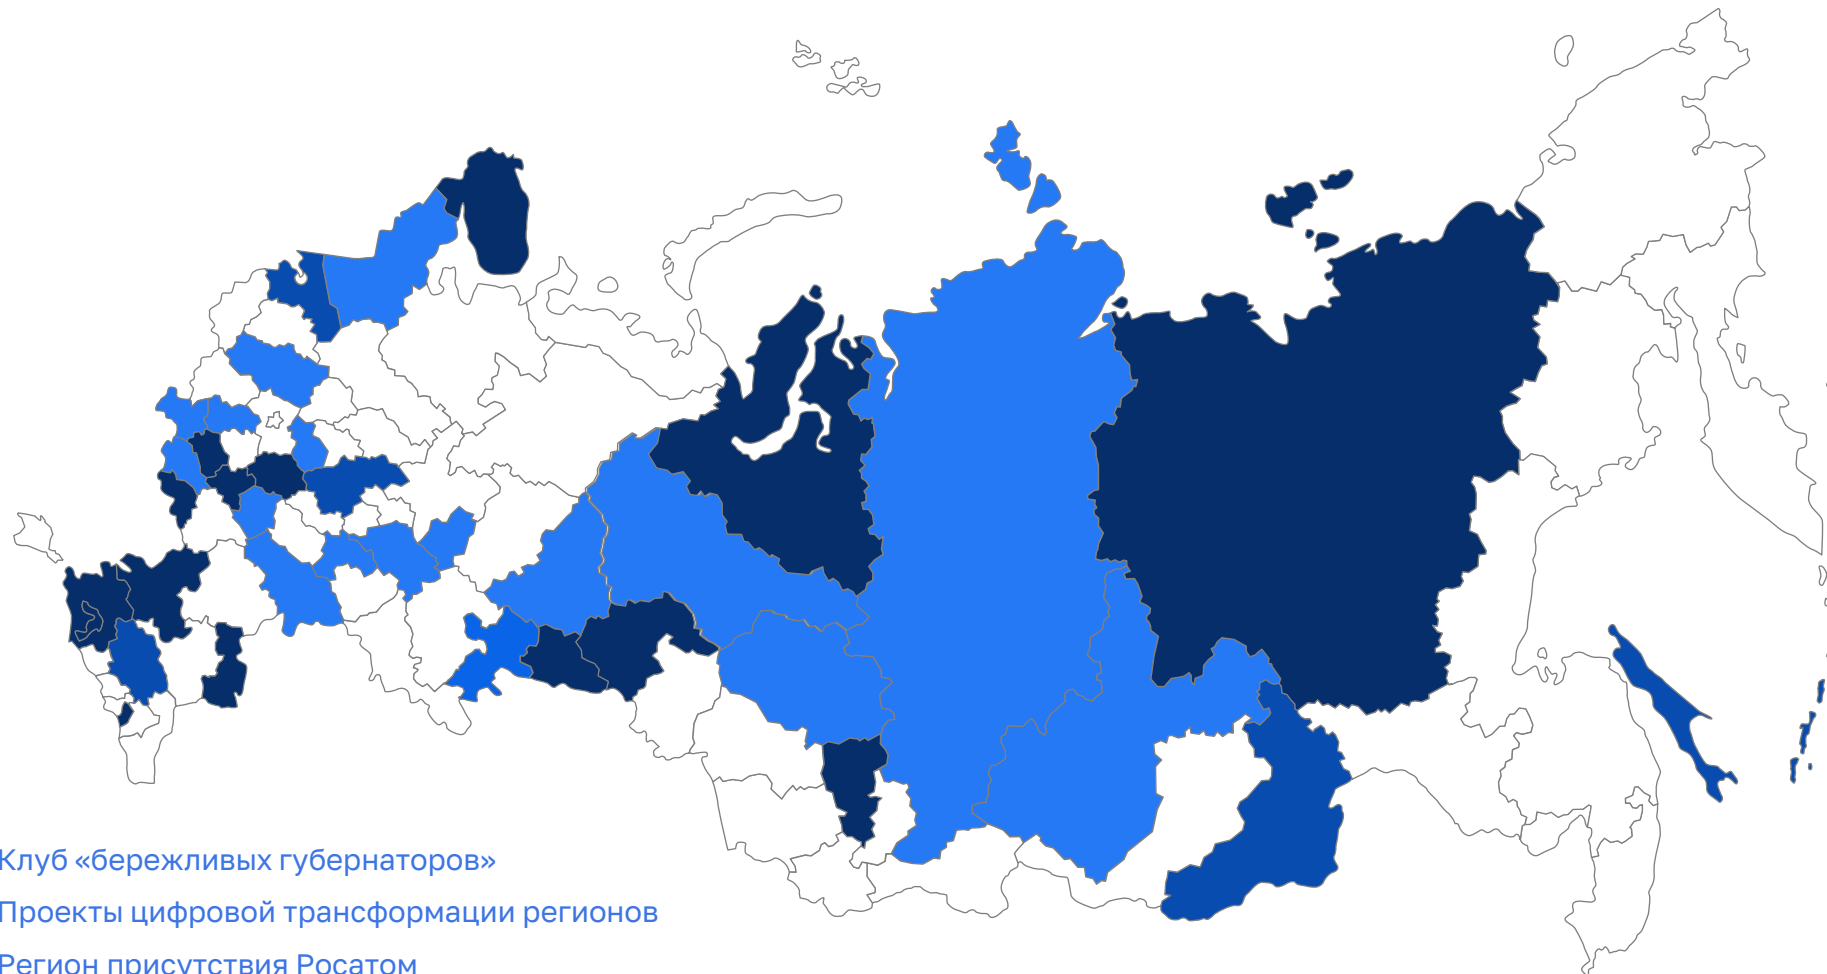 Клуб «бережливых губернаторов»
Проекты цифровой трансформации регионов
Регион присутствия Росатом